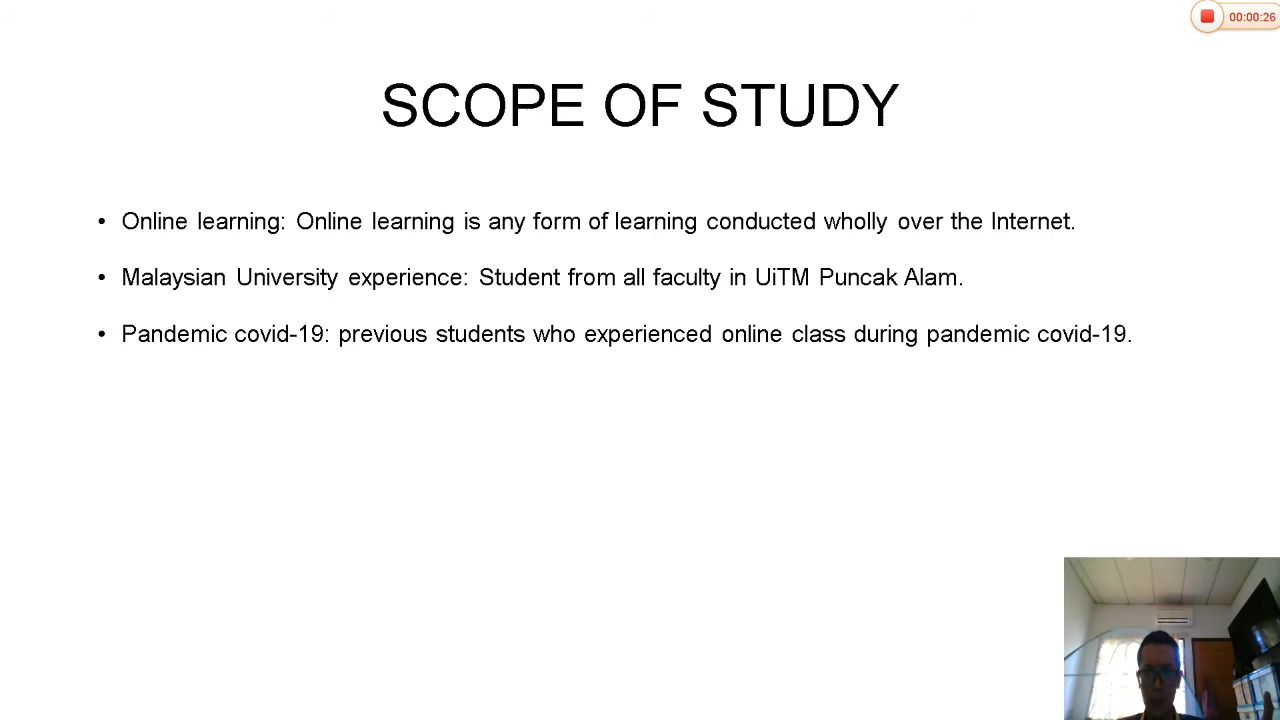 00:00:26
SCOPE OF STUDY
• Online learning: Online learning is any form of learning conducted wholly over the Internet.
• Malaysian University experience: Student from all faculty in UiTM Puncak Alam.
• Pandemic covid-19: previous students who experienced online class during pandemic covid-19.